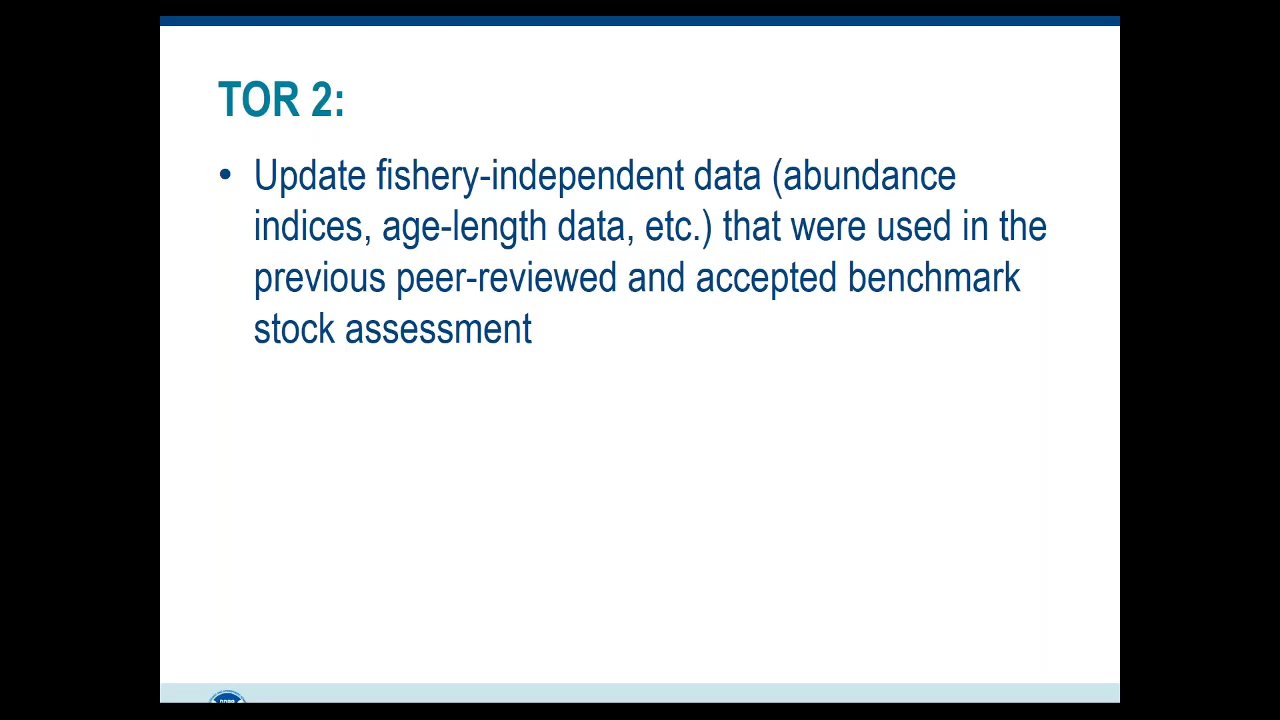 TOR 2:
• Update fishery-independent data (abundance
indices, age-length data, etc.) that were used in the
previous peer-reviewed and accepted benchmark
stock assessment